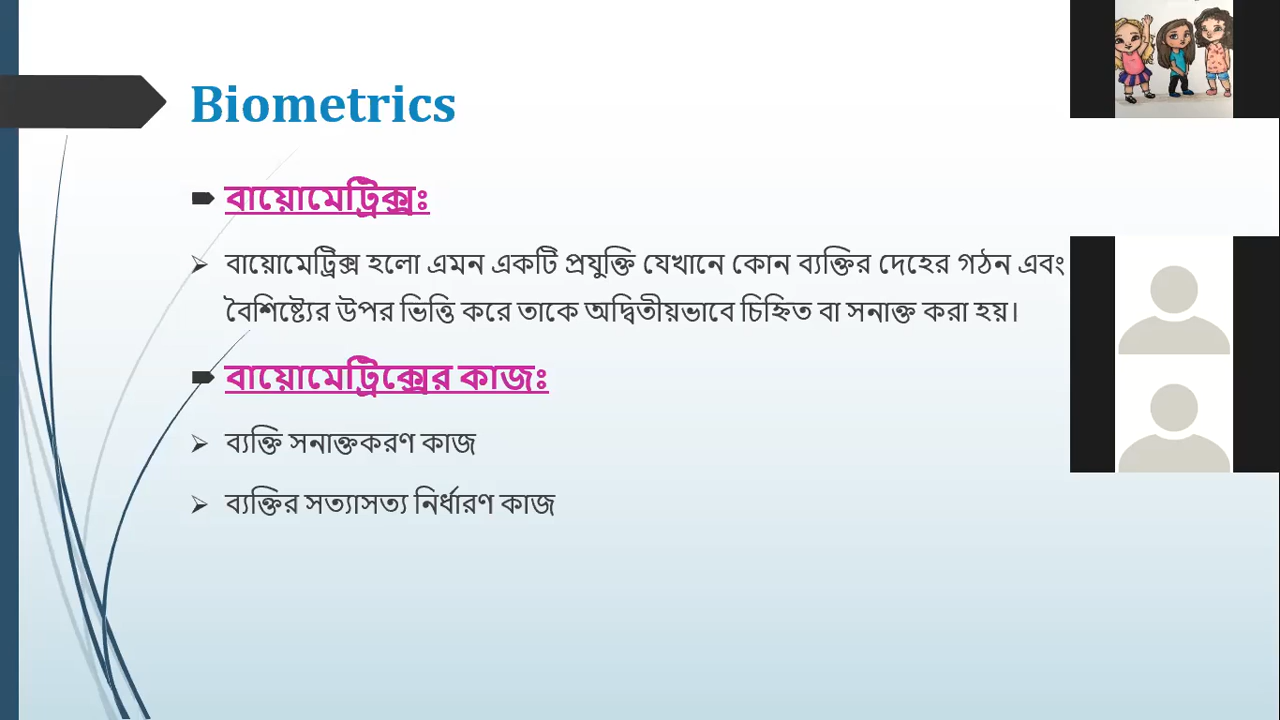 Biometrics
বায়োমেট্রিক্সঃ
বায়োমেট্রিক্স হলো এমন একটি প্রযুক্তি যেখানে কোন ব্যক্তির দেহের গঠন এবং
বৈশিষ্ট্যের উপর ভিত্তি করে তাকে অদ্বিতীয়ভাবে চিহ্নিত বা সনাক্ত করা হয়।
বায়োমেট্রিক্সের কাজঃ
ব্যক্তি সনাক্তকরণ কাজ
ব্যক্তির সত্যাসত্য নির্ধারণ কাজ